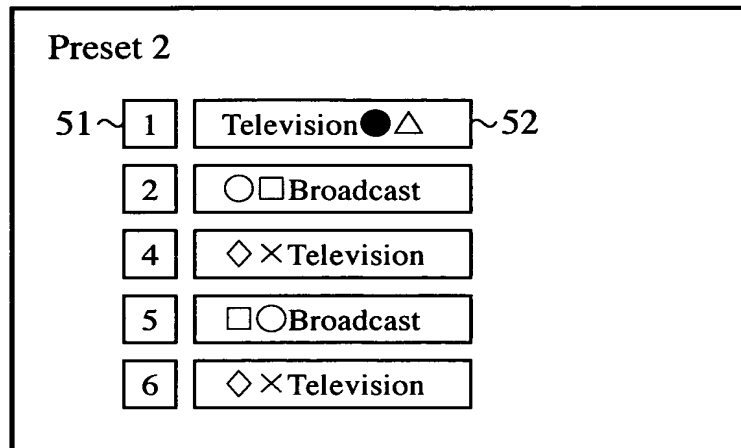 Preset 2
51 1 Television●△ 52
2 ○□Broadcast
4 ◇×Television
5 □○Broadcast
6 ◇×Television